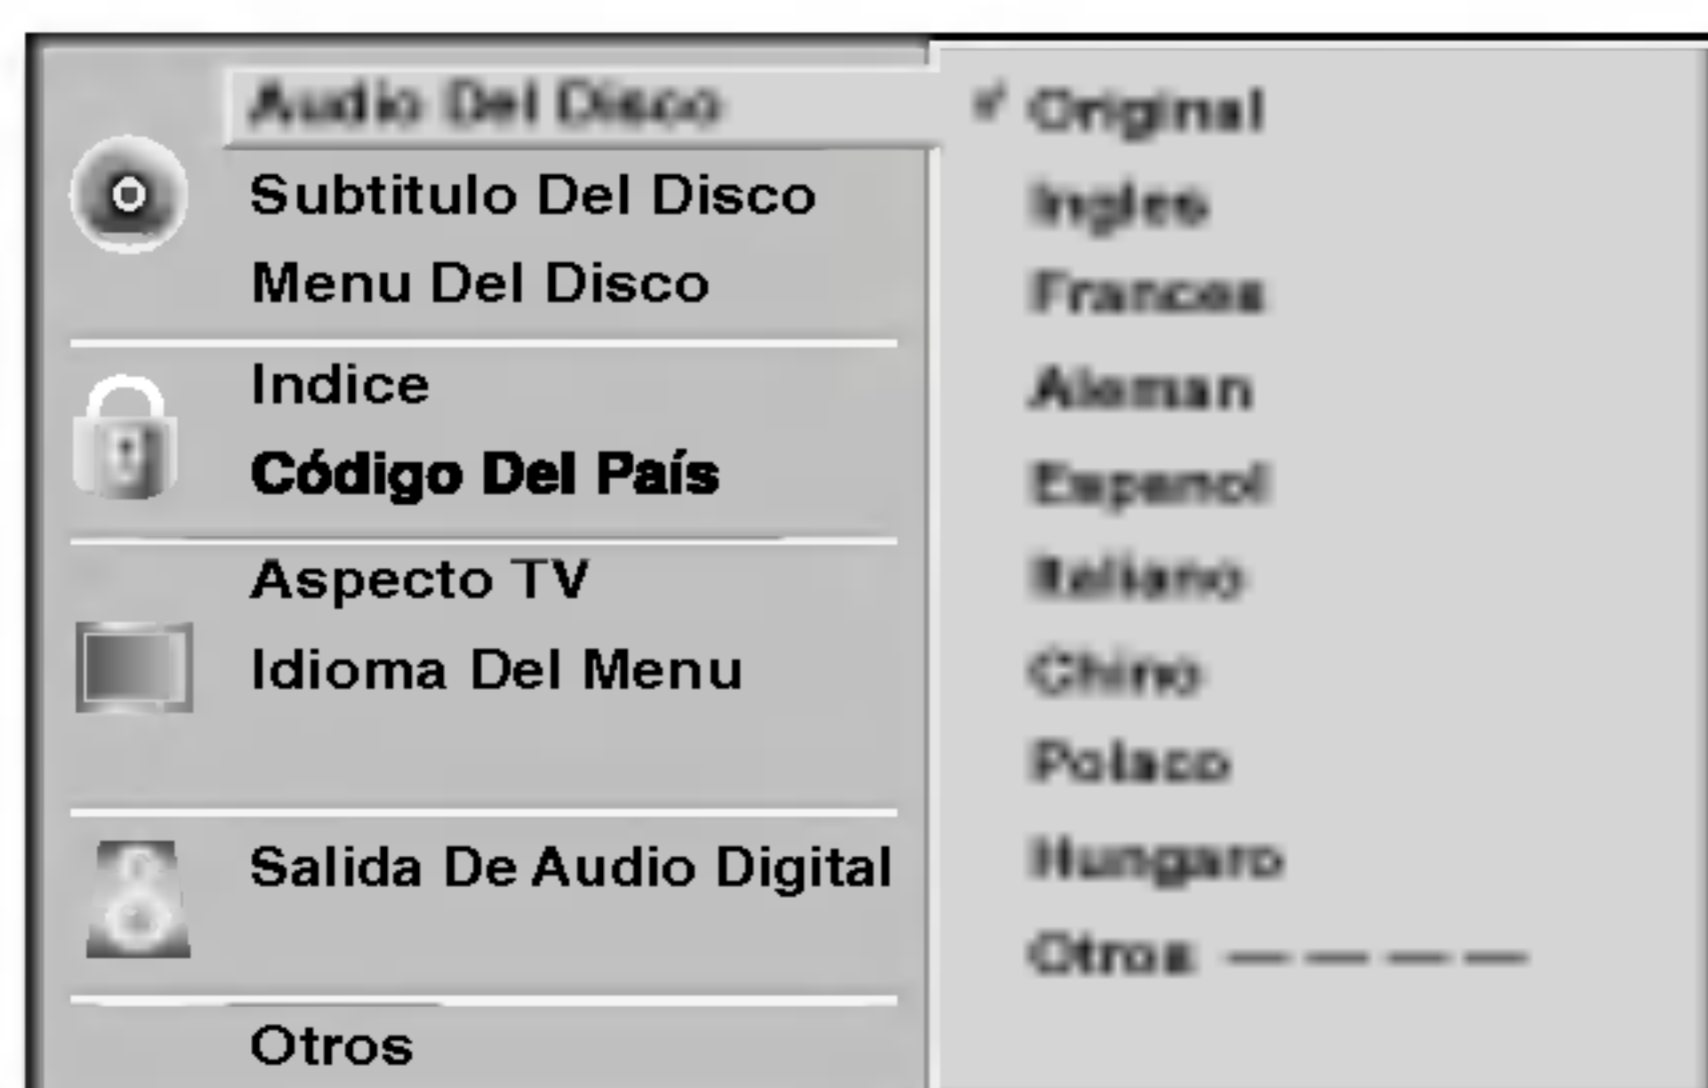 Audio Del Disco
Subtitulo Del Disco
Menu Del Disco
Indice
Código Del País
Aspecto TV
Idioma Del Menu
Salida De Audio Digital
Otros
✓ Original
Ingles
Frances
Aleman
Espanol
Italiano
Chino
Polaco
Hungaro
Otros — — — —